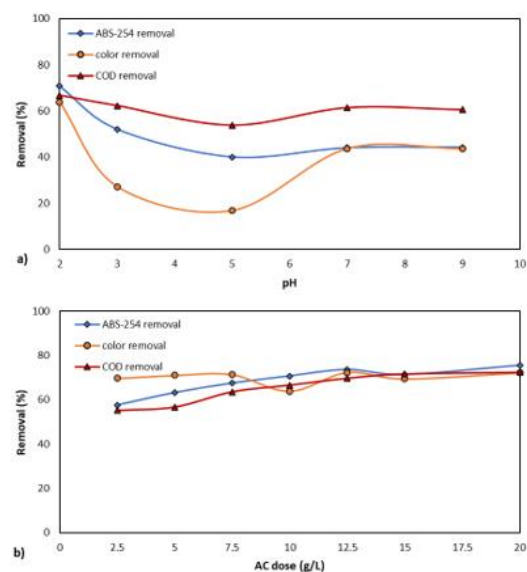 100
ABS-254 removal
80
color removal
COD removal
60
Removal (%)
40
20
0
2 3 4 5 6 7 8 9 10
a)
pH
100
ABS-254 removal
80
color removal
COD removal
60
Removal (%)
40
20
0
0 2.5 5 7.5 10 12.5 15 17.5 20
b)
AC dose (g/L)